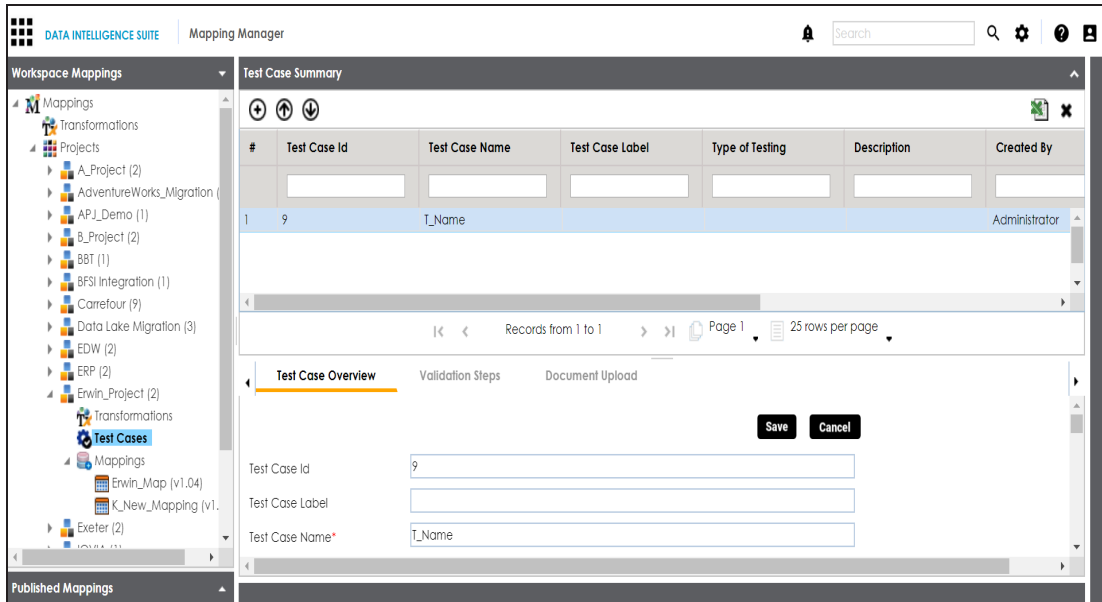 DATA INTELLIGENCE SUITE Mapping Manager Search
Workspace Mappings
Mappings
Transformations
Projects
A_Project (2)
AdventureWorks_Migration (
APJ_Demo (1)
B_Project (2)
BBT (1)
BFSI Integration (1)
Carrefour (9)
Data Lake Migration (3)
EDW (2)
ERP (2)
Erwin_Project (2)
Transformations
Test Cases
Mappings
Erwin_Map (v1.04)
K_New_Mapping (v1.
Exeter (2)
Published Mappings
Test Case Summary
# Test Case Id Test Case Name Test Case Label Type of Testing Description Created By
1 9 T_Name Administrator
Records from 1 to 1 Page 1 25 rows per page
Test Case Overview Validation Steps Document Upload
Save Cancel
Test Case Id 9
Test Case Label
Test Case Name* T_Name